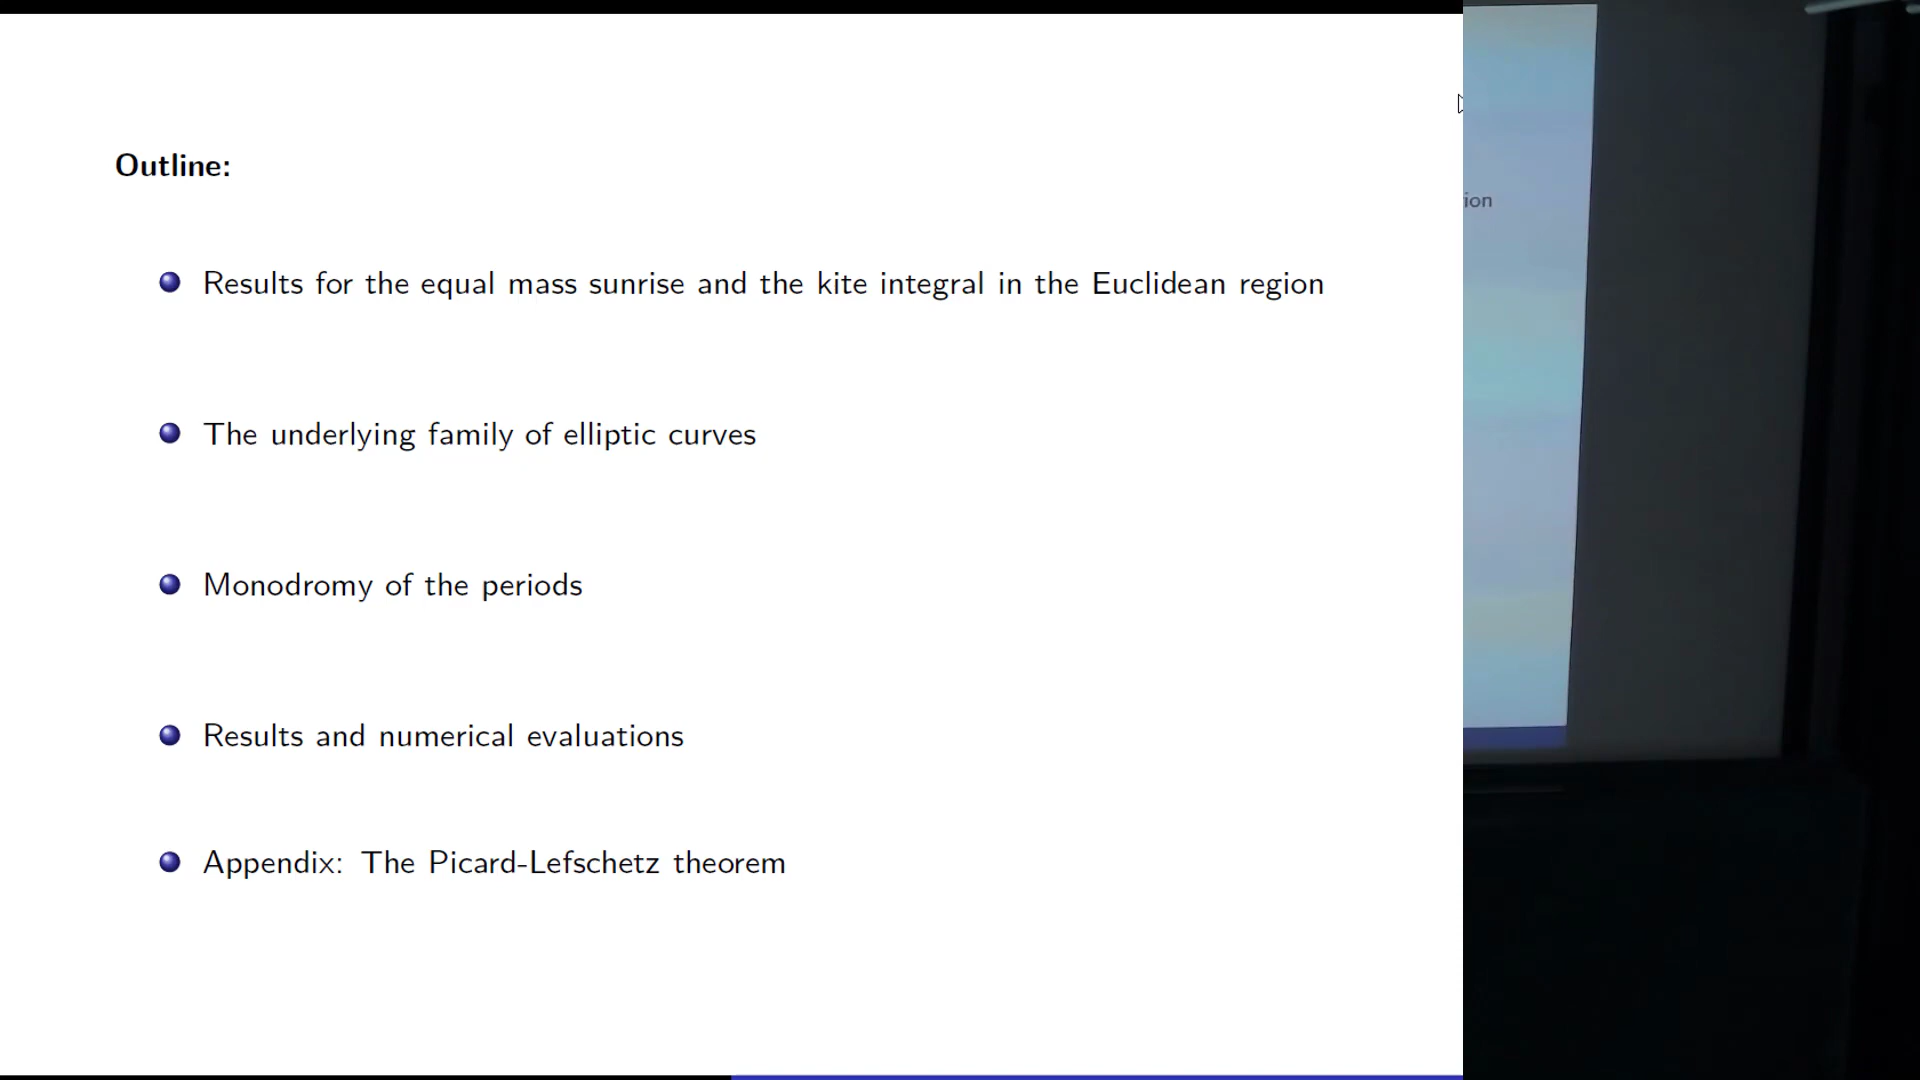 Outline:
Results for the equal mass sunrise and the kite integral in the Euclidean region
The underlying family of elliptic curves
Monodromy of the periods
Results and numerical evaluations
Appendix: The Picard-Lefschetz theorem
ion